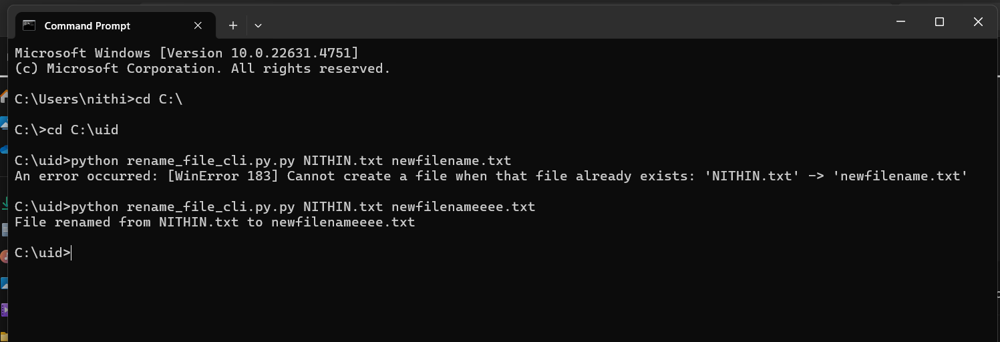 Command Prompt
Microsoft Windows [Version 10.0.22631.4751]
(c) Microsoft Corporation. All rights reserved.
C:\Users\nithi>cd C:\
C:\>cd C:\uid
C:\uid>python rename_file_cli.py.py NITHIN.txt newfilename.txt
An error occurred: [WinError 183] Cannot create a file when that file already exists: 'NITHIN.txt' -> 'newfilename.txt'
C:\uid>python rename_file_cli.py.py NITHIN.txt newfilenameeee.txt
File renamed from NITHIN.txt to newfilenameeee.txt
C:\uid>